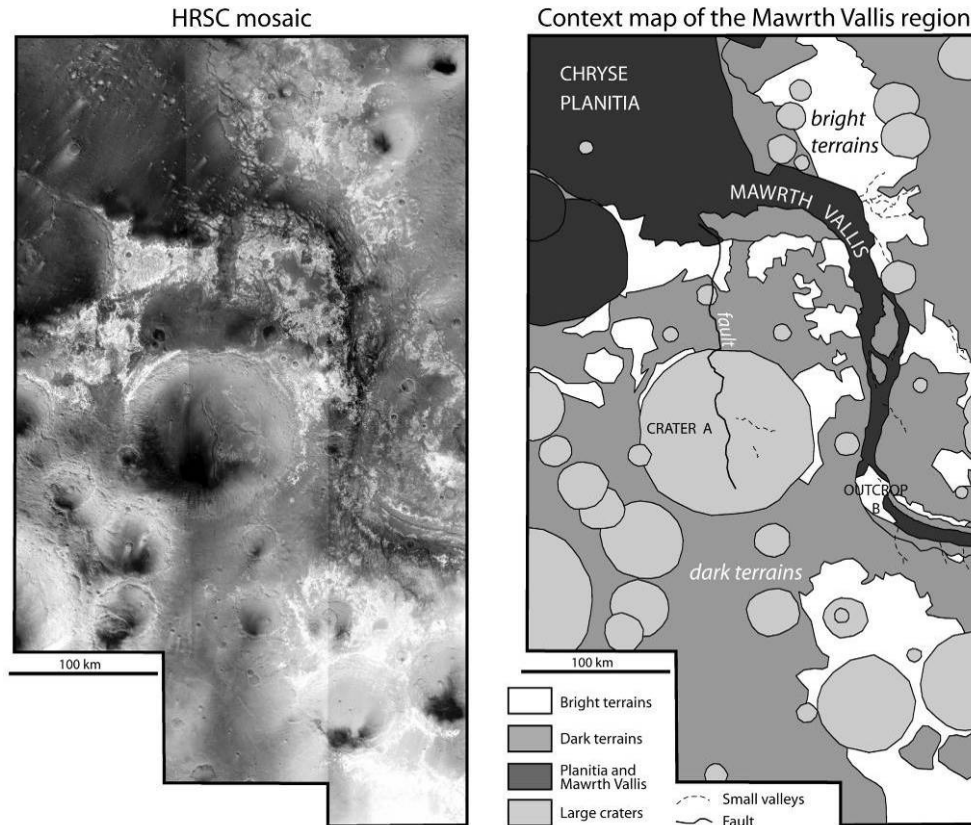 HRSC mosaic
100 km
Context map of the Mawrth Vallis region
CHRYSE
PLANITIA
bright
terrains
MAWRTH VALLIS
fault
CRATER A
OUTCROP
B
dark terrains
100 km
Bright terrains
Dark terrains
Planitia and
Mawrth Vallis
Large craters
Small valleys
Fault